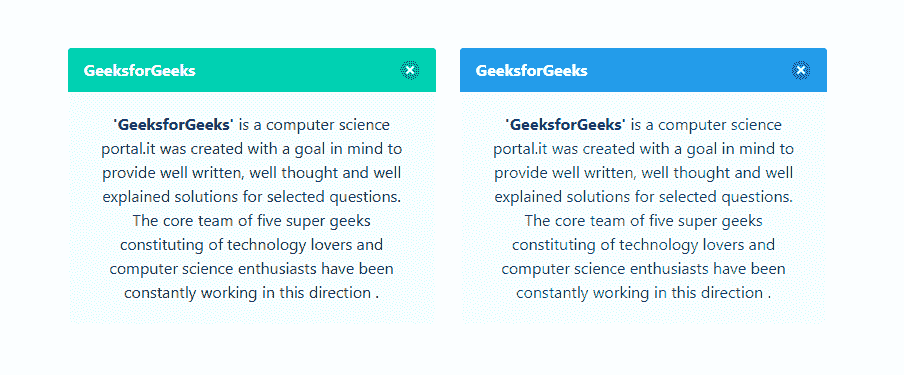 GeeksforGeeks
'GeeksforGeeks' is a computer science
portal.it was created with a goal in mind to
provide well written, well thought and well
explained solutions for selected questions.
The core team of five super geeks
constituting of technology lovers and
computer science enthusiasts have been
constantly working in this direction .
GeeksforGeeks
'GeeksforGeeks' is a computer science
portal.it was created with a goal in mind to
provide well written, well thought and well
explained solutions for selected questions.
The core team of five super geeks
constituting of technology lovers and
computer science enthusiasts have been
constantly working in this direction .